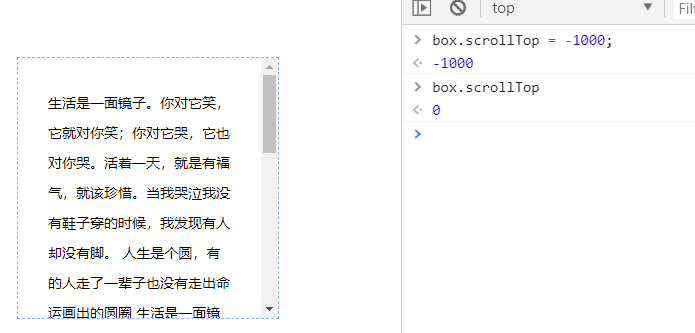 top
Filt
box.scrollTop = -1000;
-1000
box.scrollTop
0
生活是一面镜子。你对它笑，
它就对你笑；你对它哭，它也
对你哭。活着一天，就是有福
气，就该珍惜。当我哭泣我没
有鞋子穿的时候，我发现有人
却没有脚。 人生是个圆，有
的人走了一辈子也没有走出命
运画出的圆圈 生活是一面镜